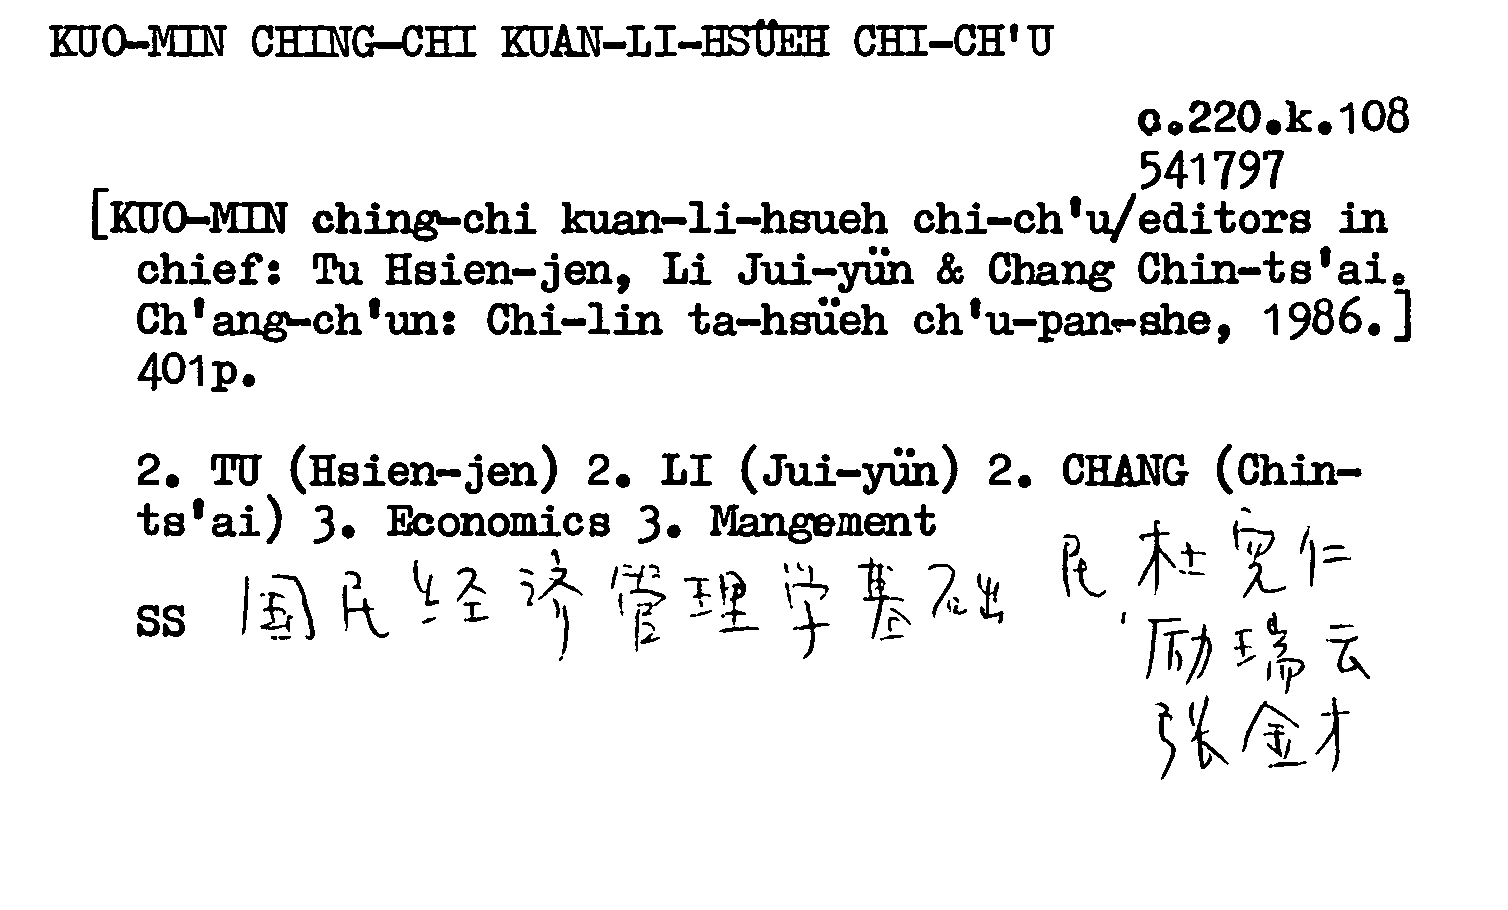 KUO-MIN CHING-CHI KUAN-LI-HSÜEH CHI-CH'U
c.220.k.108
541797
[KUO-MIN ching-chi kuan-li-hsueh chi-ch'u/editors in
chief: Tu Hsien-jen, Li Jui-yün & Chang Chin-ts'ai.
Ch'ang-ch'un: Chi-lin ta-hsüeh ch'u-pan-she, 1986.]
401p.
2. TU (Hsien-jen) 2. LI (Jui-yün) 2. CHANG (Chin-
ts'ai) 3. Economics 3. Mangement
SS 国民经济管理学基础 民 杜宪仁
励瑞云
张金才